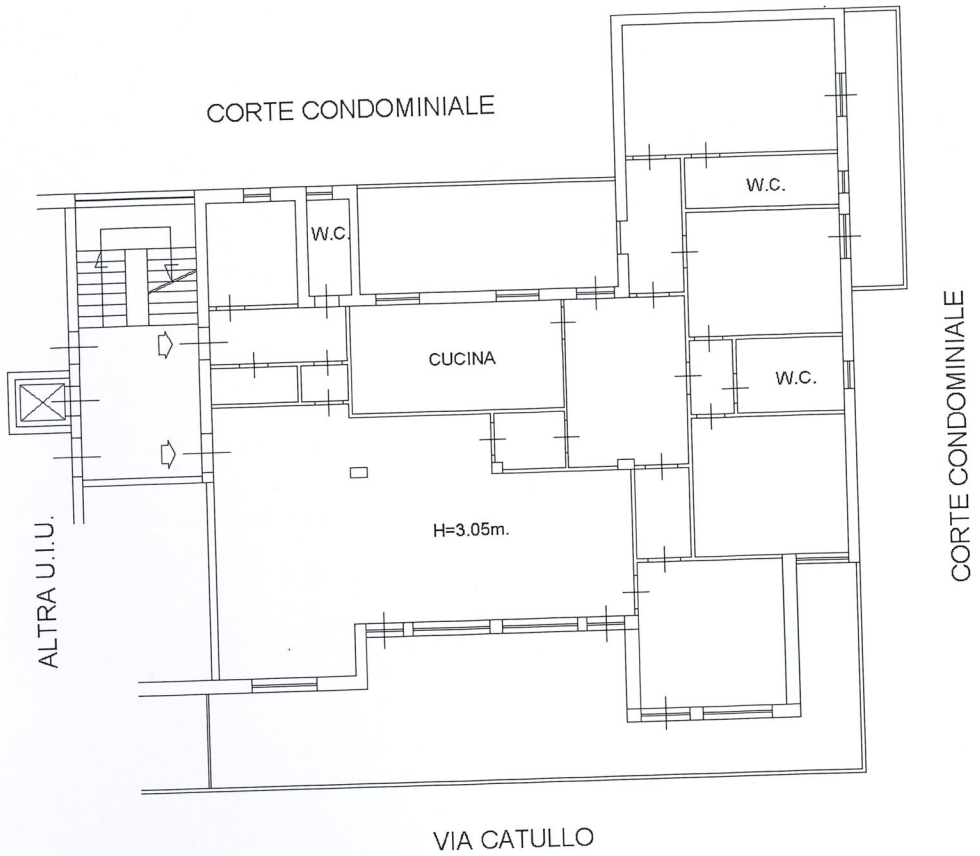 CORTE CONDOMINIALE
W.C.
W.C.
CUCINA
W.C.
H=3.05m.
ALTRA U.I.U.
CORTE CONDOMINIALE
VIA CATULLO